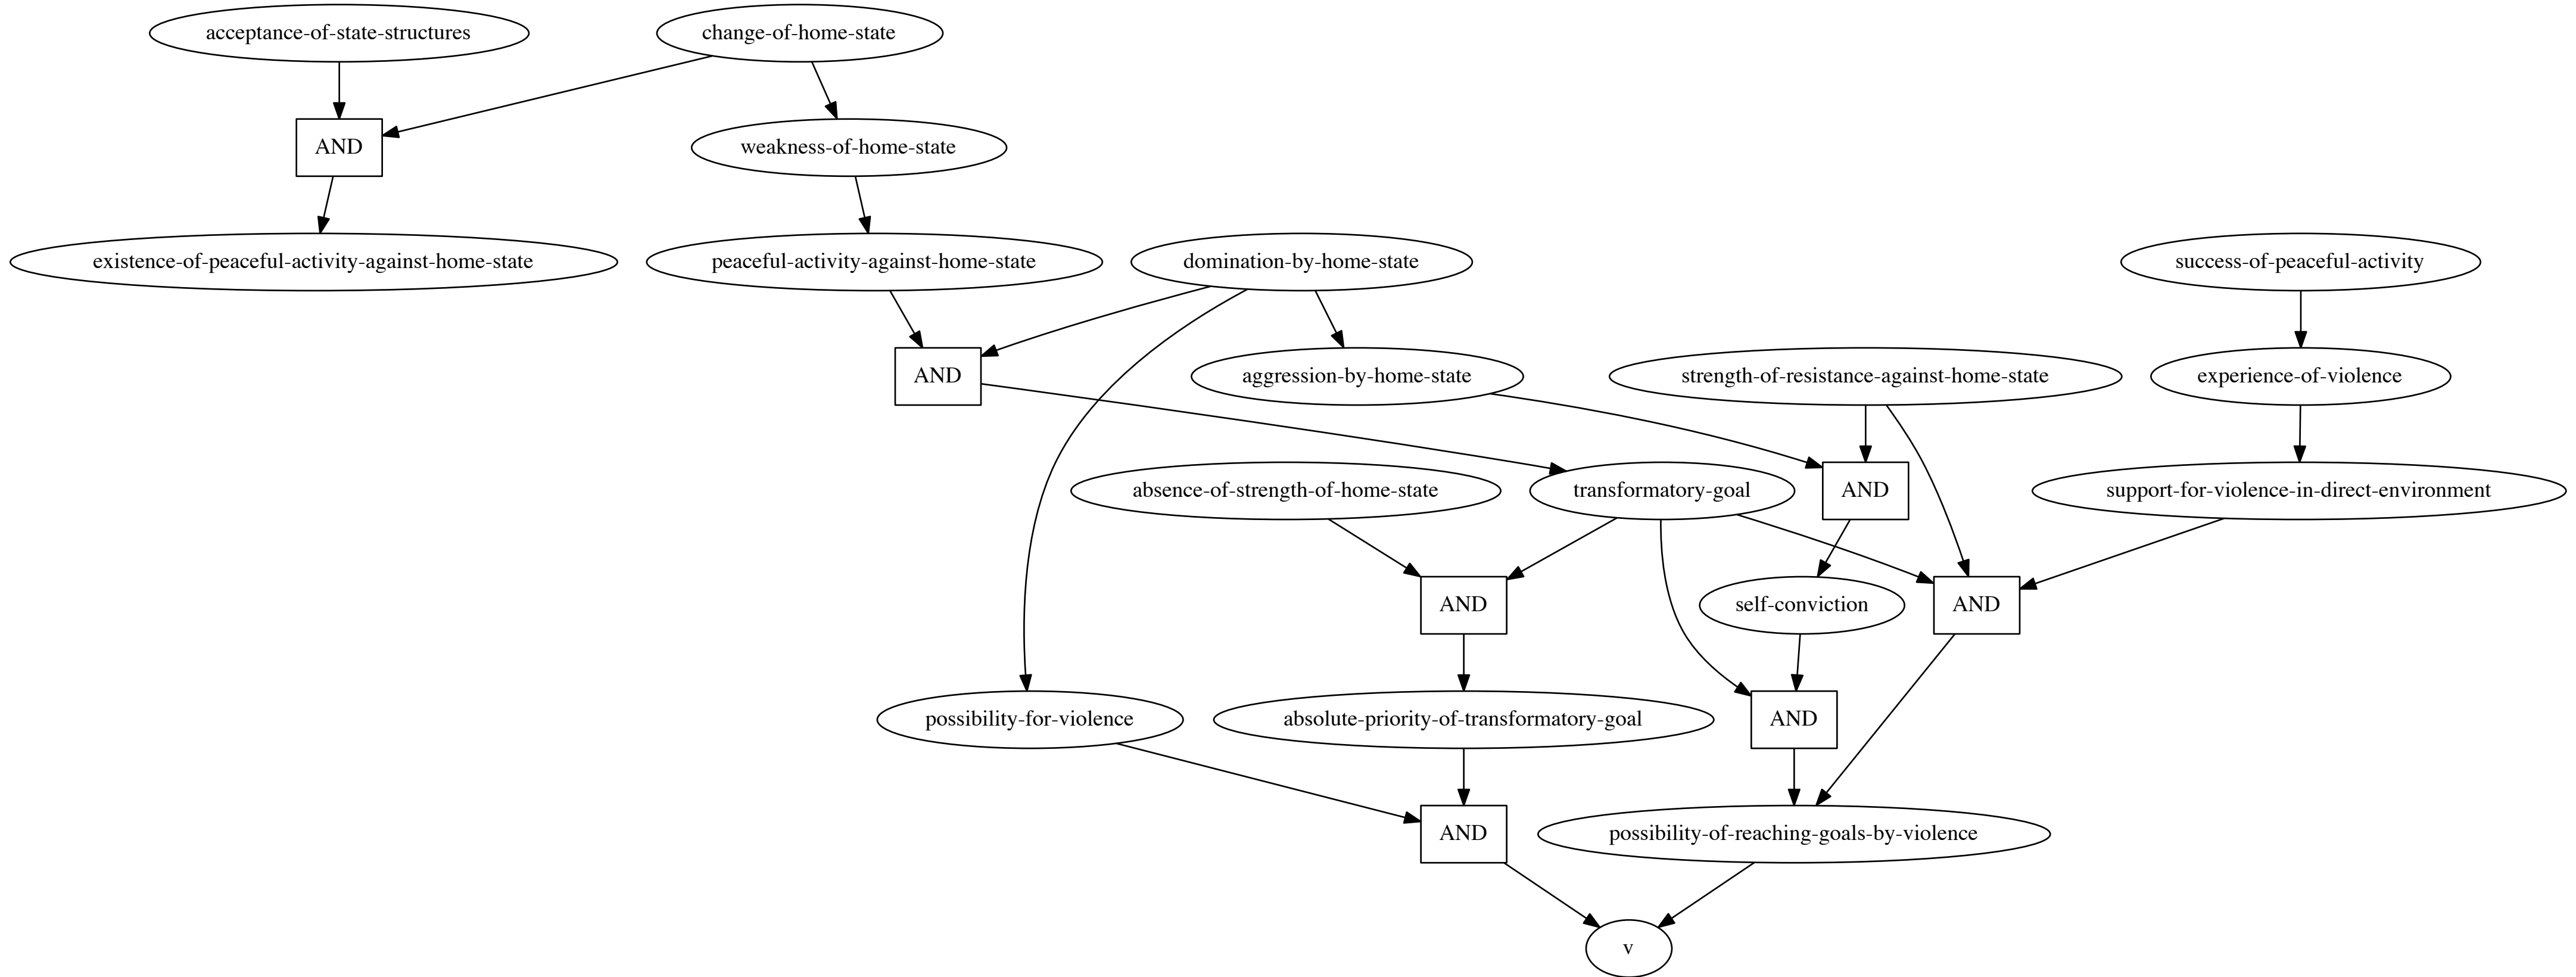 acceptance-of-state-structures
change-of-home-state
AND
weakness-of-home-state
existence-of-peaceful-activity-against-home-state
peaceful-activity-against-home-state
domination-by-home-state
success-of-peaceful-activity
AND
aggression-by-home-state
strength-of-resistance-against-home-state
experience-of-violence
absence-of-strength-of-home-state
transformatory-goal
AND
support-for-violence-in-direct-environment
AND
self-conviction
AND
possibility-for-violence
absolute-priority-of-transformatory-goal
AND
AND
possibility-of-reaching-goals-by-violence
v